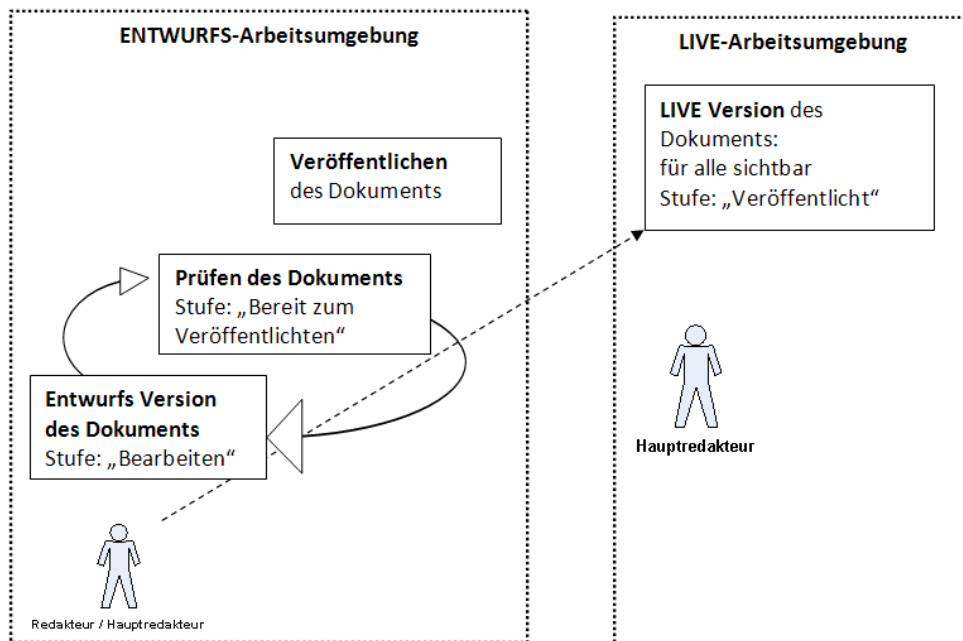 ENTWURFS-Arbeitsumgebung
Veröffentlichen
des Dokuments
Prüfen des Dokuments
Stufe: „Bereit zum
Veröffentlichten“
Entwurfs Version
des Dokuments
Stufe: „Bearbeiten“
Redakteur / Hauptredakteur
LIVE-Arbeitsumgebung
LIVE Version des
Dokuments:
für alle sichtbar
Stufe: „Veröffentlicht“
Hauptredakteur